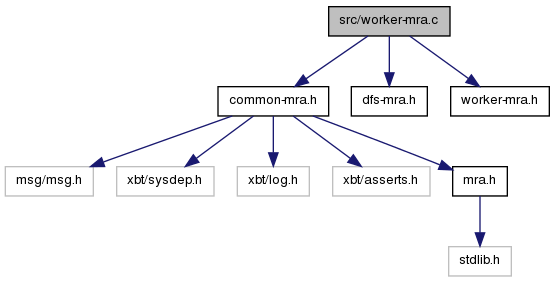 src/worker-mra.c
common-mra.h
dfs-mra.h
worker-mra.h
msg/msg.h
xbt/sysdep.h
xbt/log.h
xbt/asserts.h
mra.h
stdlib.h